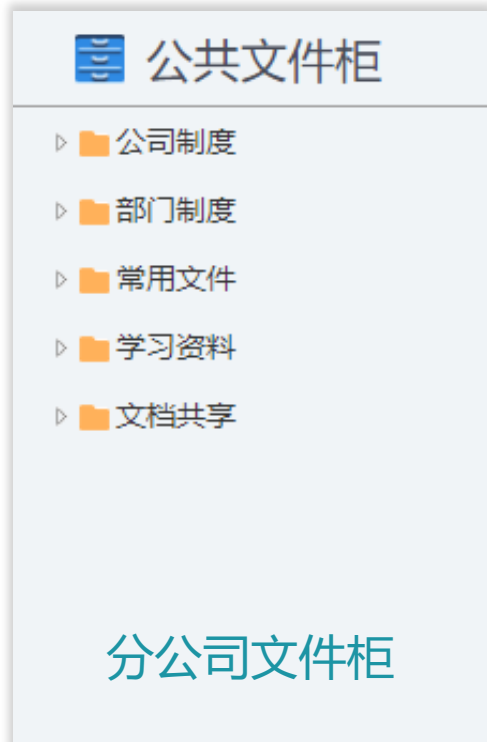 公共文件柜
公司制度
部门制度
常用文件
学习资料
文档共享
分公司文件柜